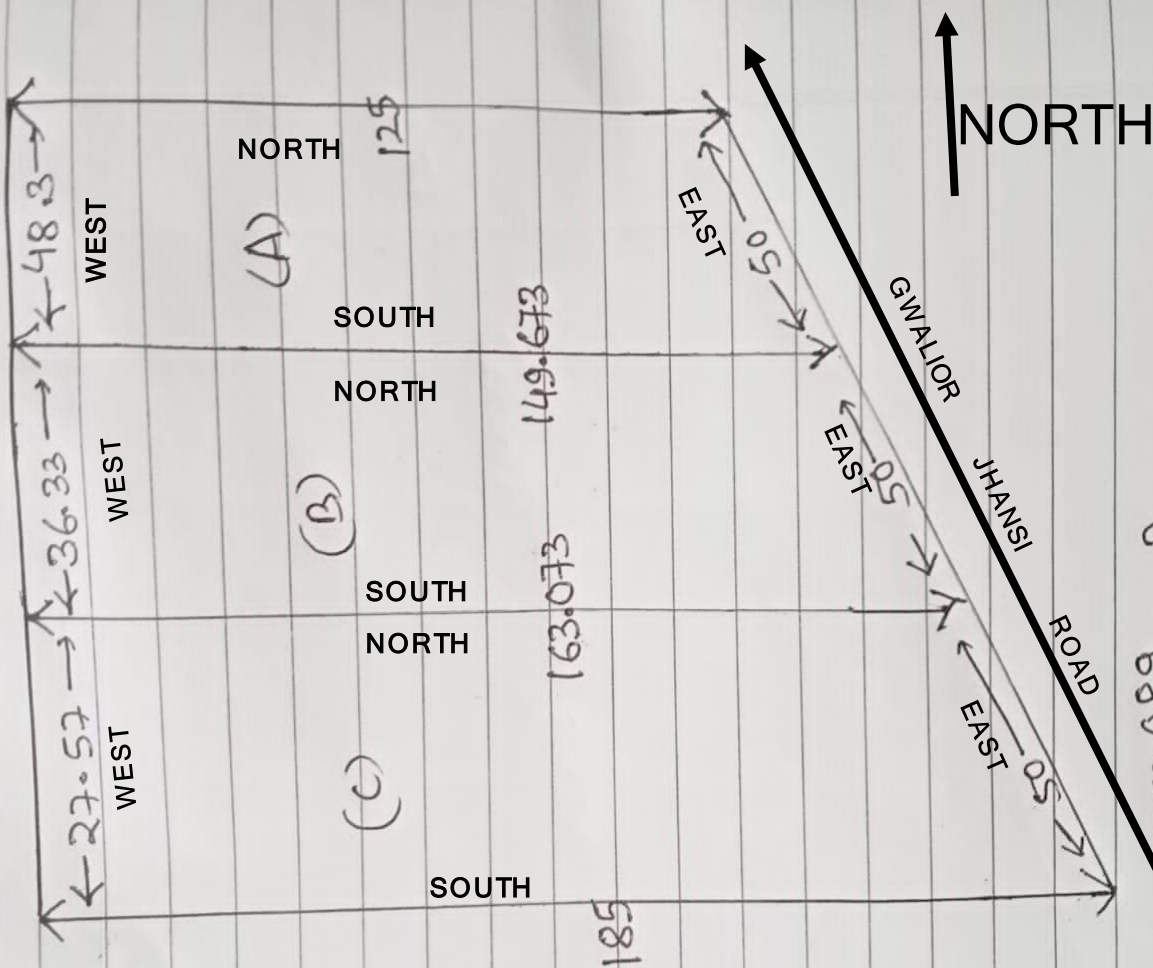 NORTH
125
NORTH
48.3
WEST
(A)
EAST
50
SOUTH
149.673
NORTH
GWALIOR
JHANSI
ROAD
36.33
WEST
(B)
EAST
50
SOUTH
163.073
NORTH
27.57
WEST
(C)
EAST
50
SOUTH
185